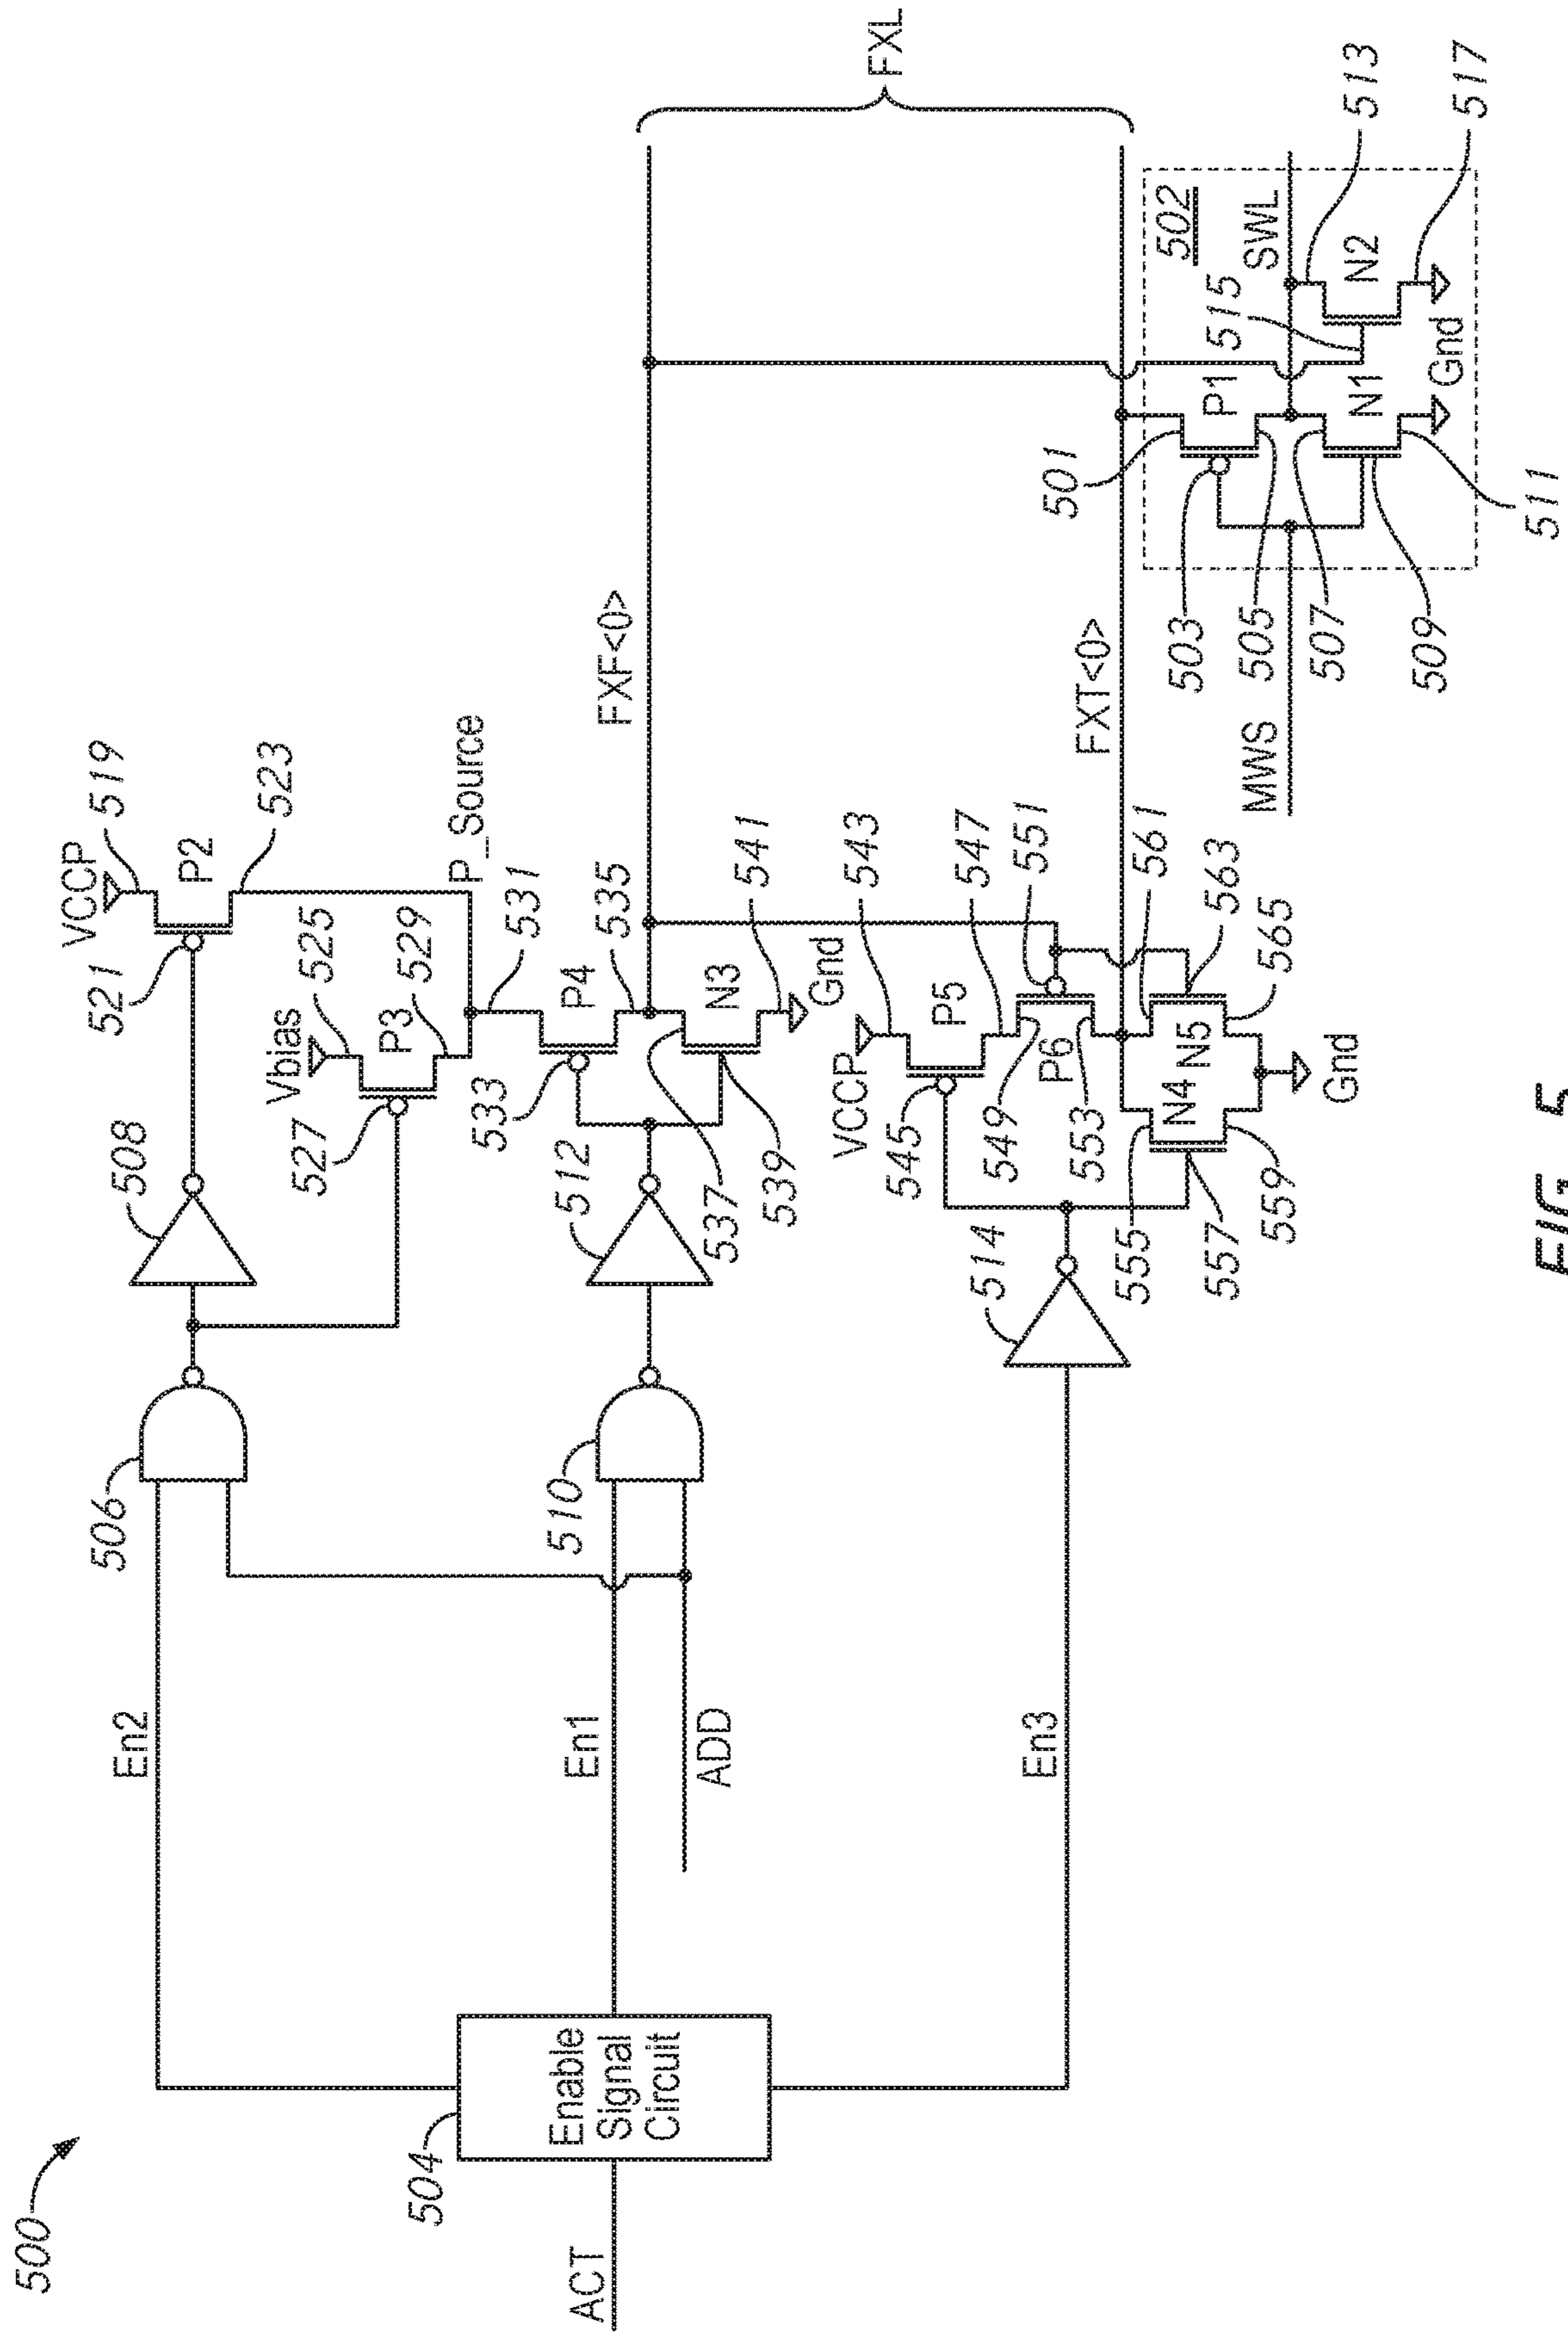 500
ACT
504
Enable
Signal
Circuit
En2
En1
ADD
En3
506
508
510
512
514
VCCP
519
521
P2
523
Vbias
525
527
P3
529
P_Source
531
533
P4
535
537
N3
539
541
Gnd
VCCP
543
545
P5
547
549
P6
551
553
555
N4
N5
557
559
561
563
565
Gnd
FXF<0>
FXT<0>
FXL
MWS
501
502
503
P1
505
507
N1
509
511
Gnd
SWL
513
515
N2
517
FIG. 5